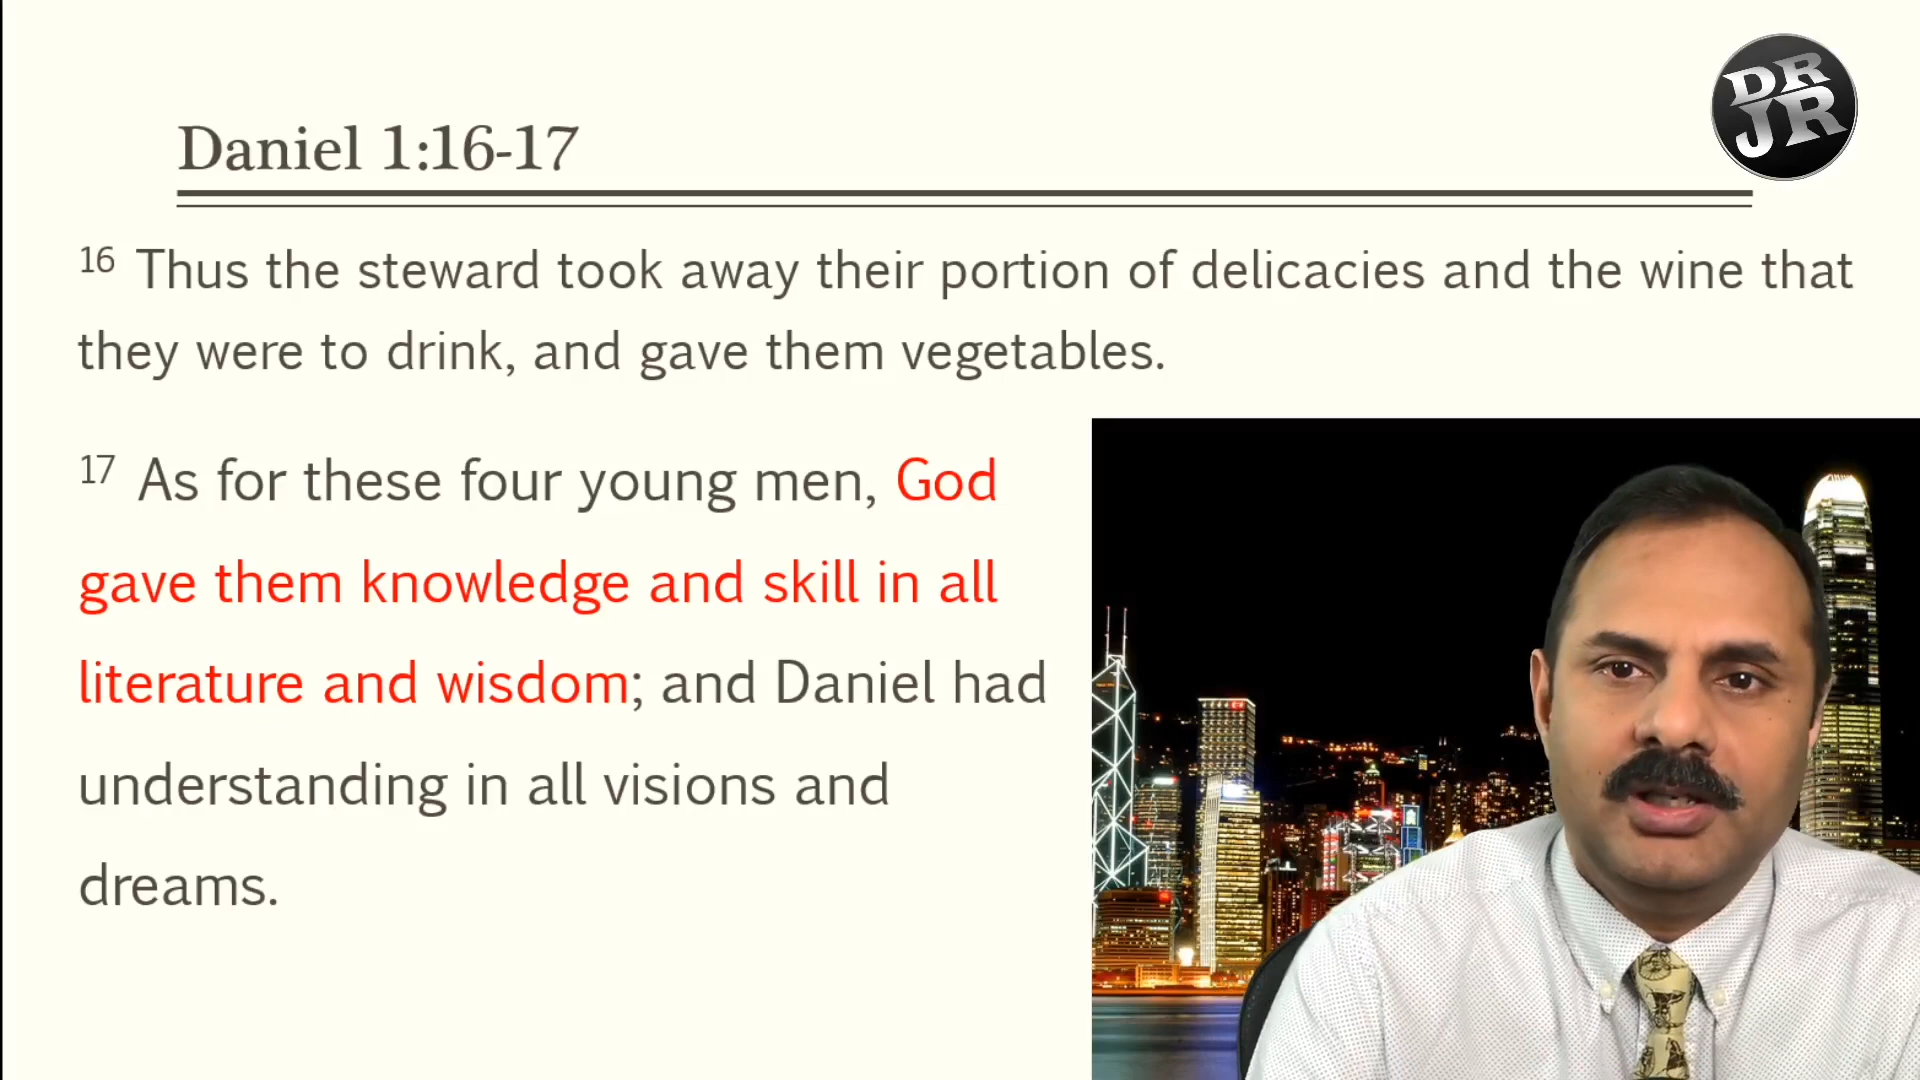 DR
JR
Daniel 1:16-17
16 Thus the steward took away their portion of delicacies and the wine that
they were to drink, and gave them vegetables.
17 As for these four young men, God
gave them knowledge and skill in all
literature and wisdom; and Daniel had
understanding in all visions and
dreams.